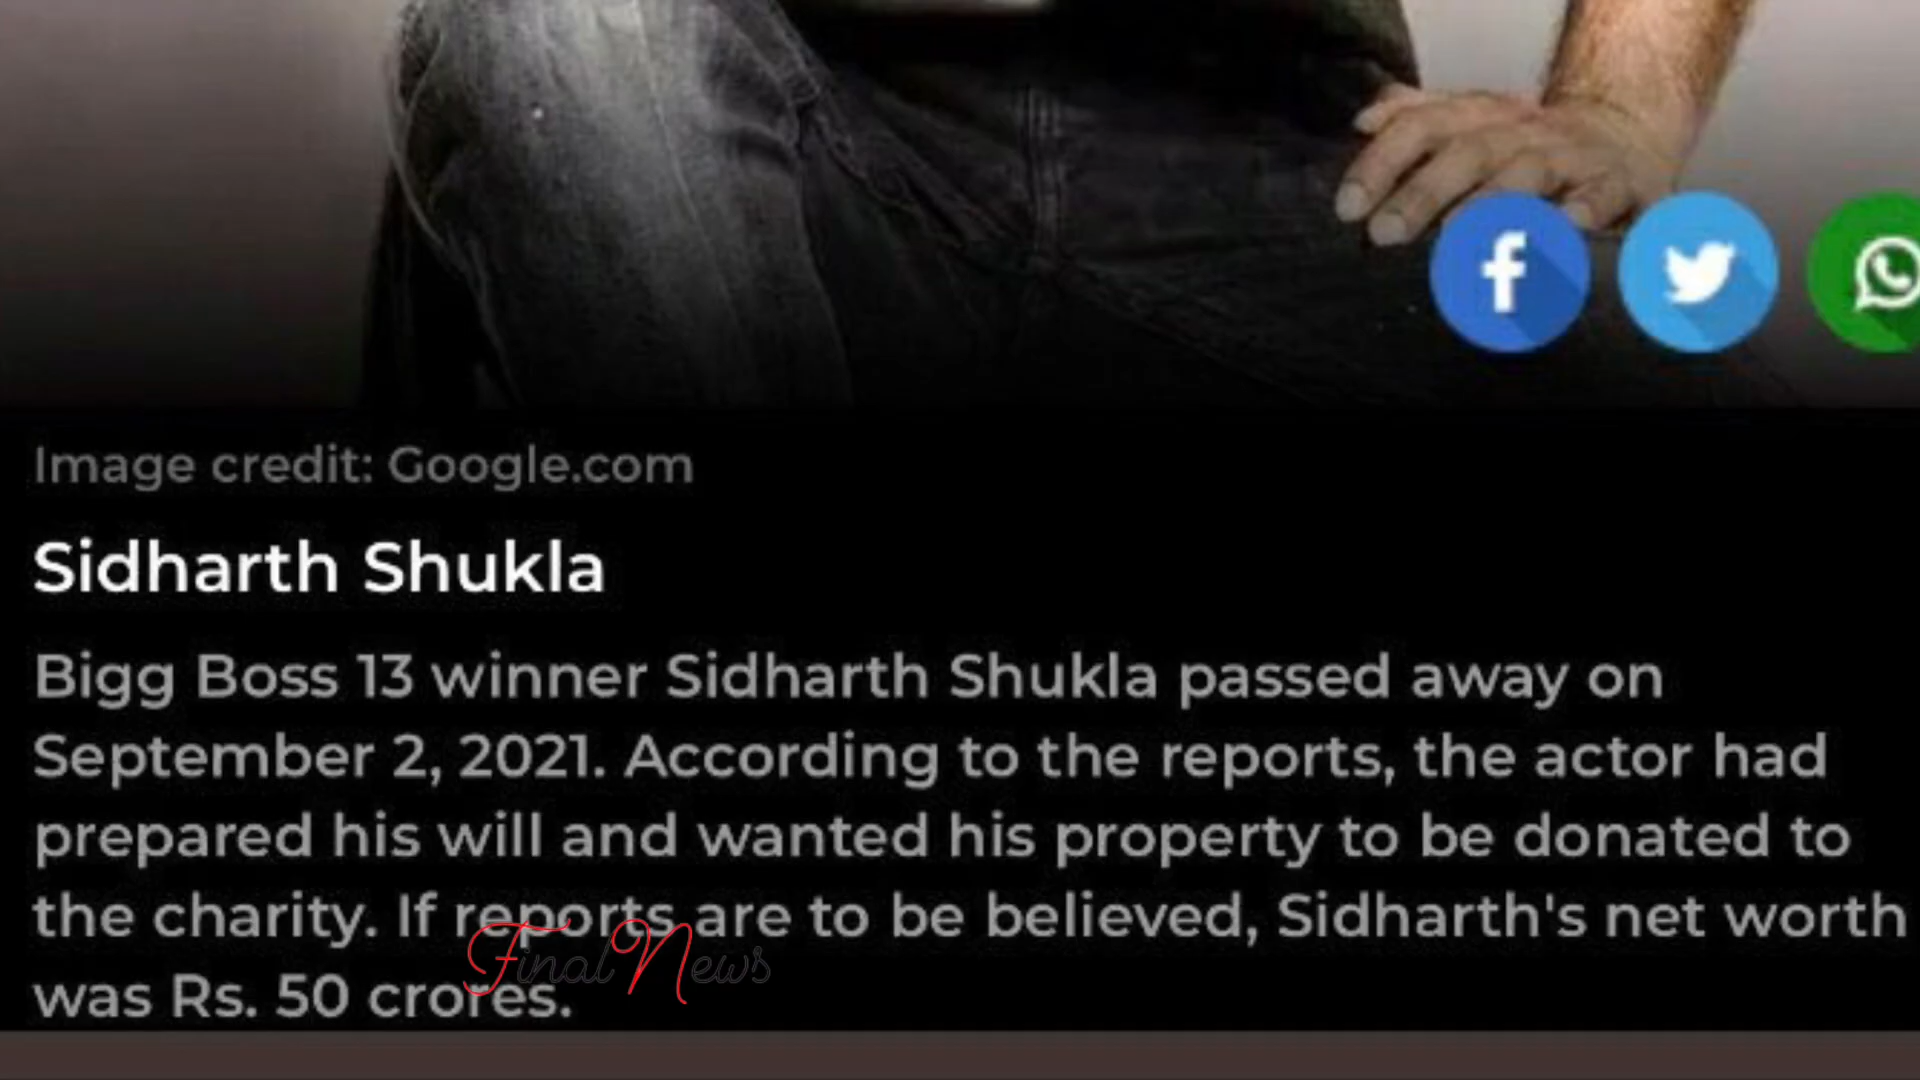 Image credit: Google.com
Sidharth Shukla
Bigg Boss 13 winner Sidharth Shukla passed away on
September 2, 2021. According to the reports, the actor had
prepared his will and wanted his property to be donated to
the charity. If reports are to be believed, Sidharth's net worth
was Rs. 50 crores.
Final News